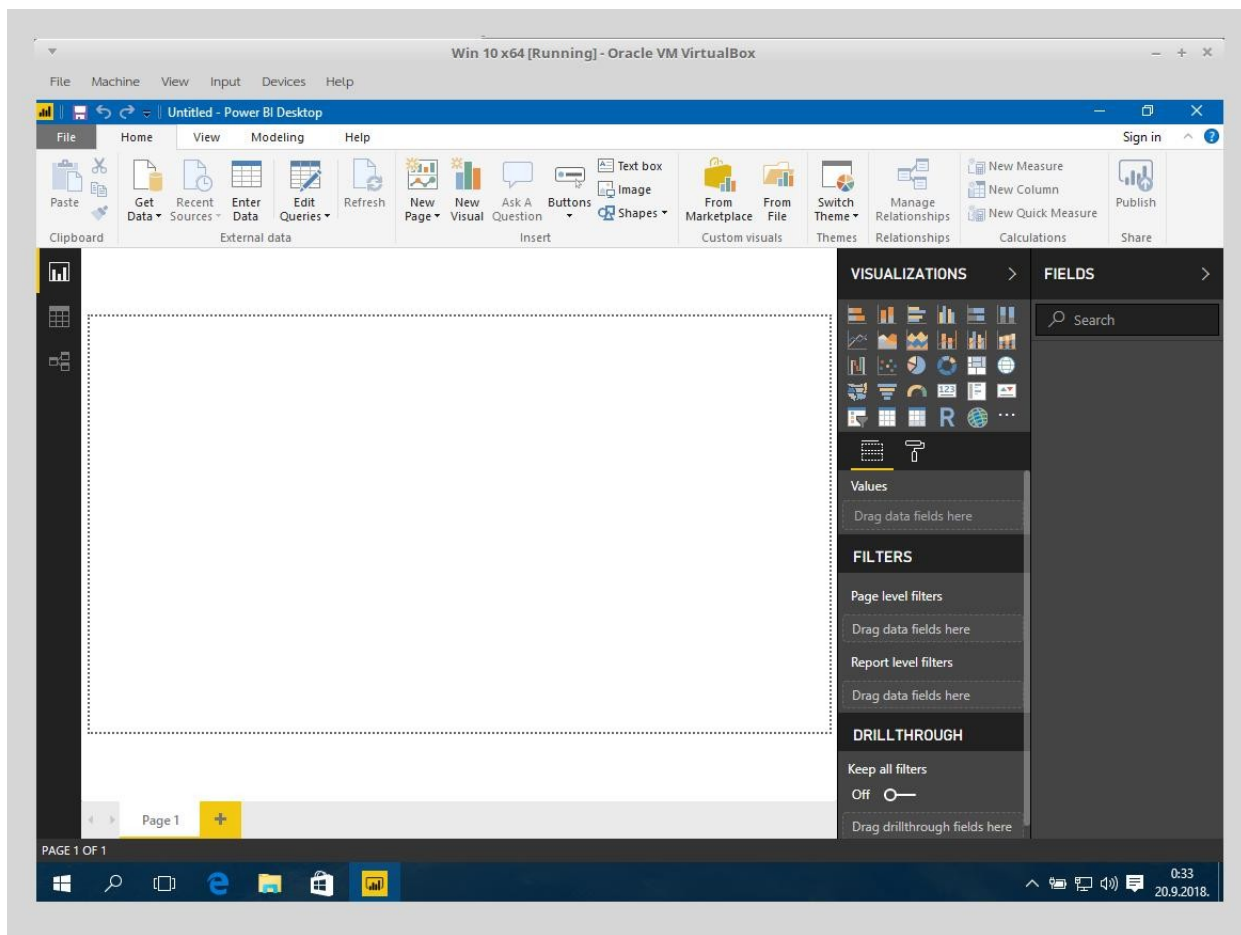 Win 10 x64 [Running] - Oracle VM VirtualBox
File Machine View Input Devices Help
Untitled - Power BI Desktop
File Home View Modeling Help Sign in
Paste
Get Data
Recent Sources
Enter Data
Edit Queries
Refresh
New Page
New Visual
Ask A Question
Buttons
Text box
Image
Shapes
From Marketplace
From File
Switch Theme
Manage Relationships
New Measure
New Column
New Quick Measure
Publish
Clipboard External data Insert Custom visuals Themes Relationships Calculations Share
VISUALIZATIONS
FIELDS
Search
123
R
Values
Drag data fields here
FILTERS
Page level filters
Drag data fields here
Report level filters
Drag data fields here
DRILLTHROUGH
Keep all filters
Off
Drag drillthrough fields here
Page 1
PAGE 1 OF 1
0:33
20.9.2018.